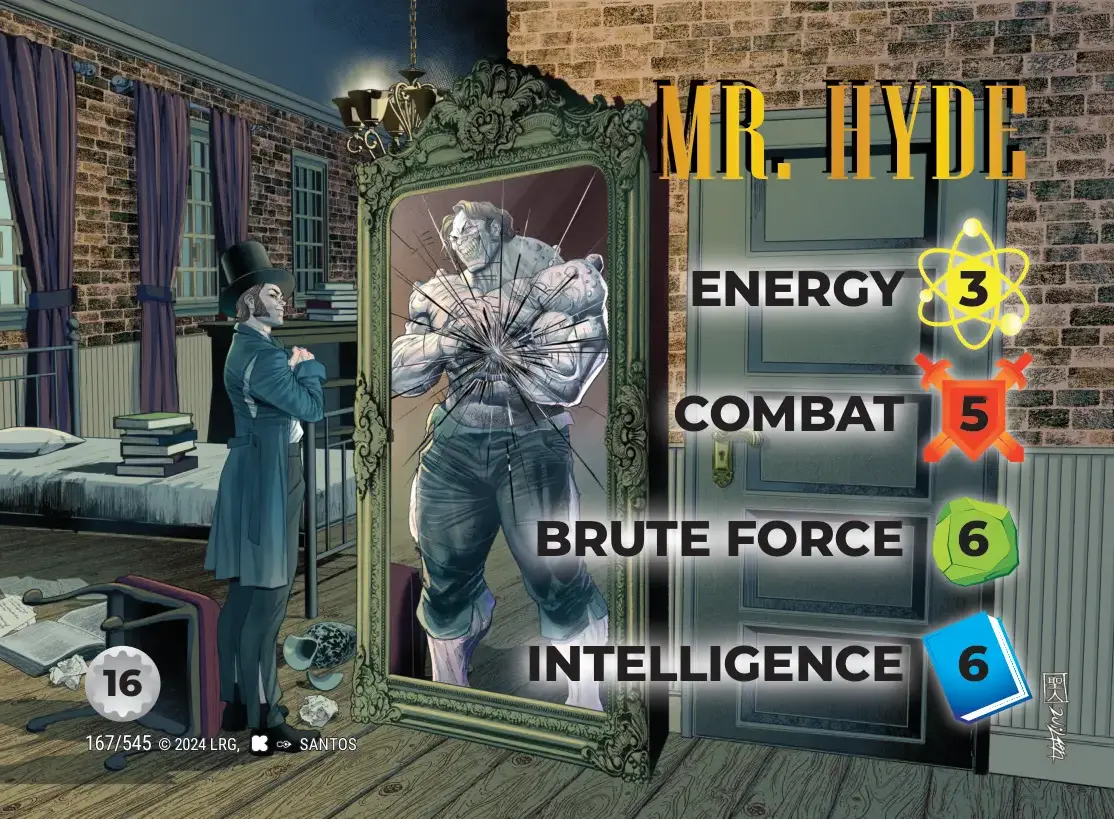 MR. HYDE
ENERGY 3
COMBAT 5
BRUTE FORCE 6
INTELLIGENCE 6
16
167/545 © 2024 LRG, SANTOS